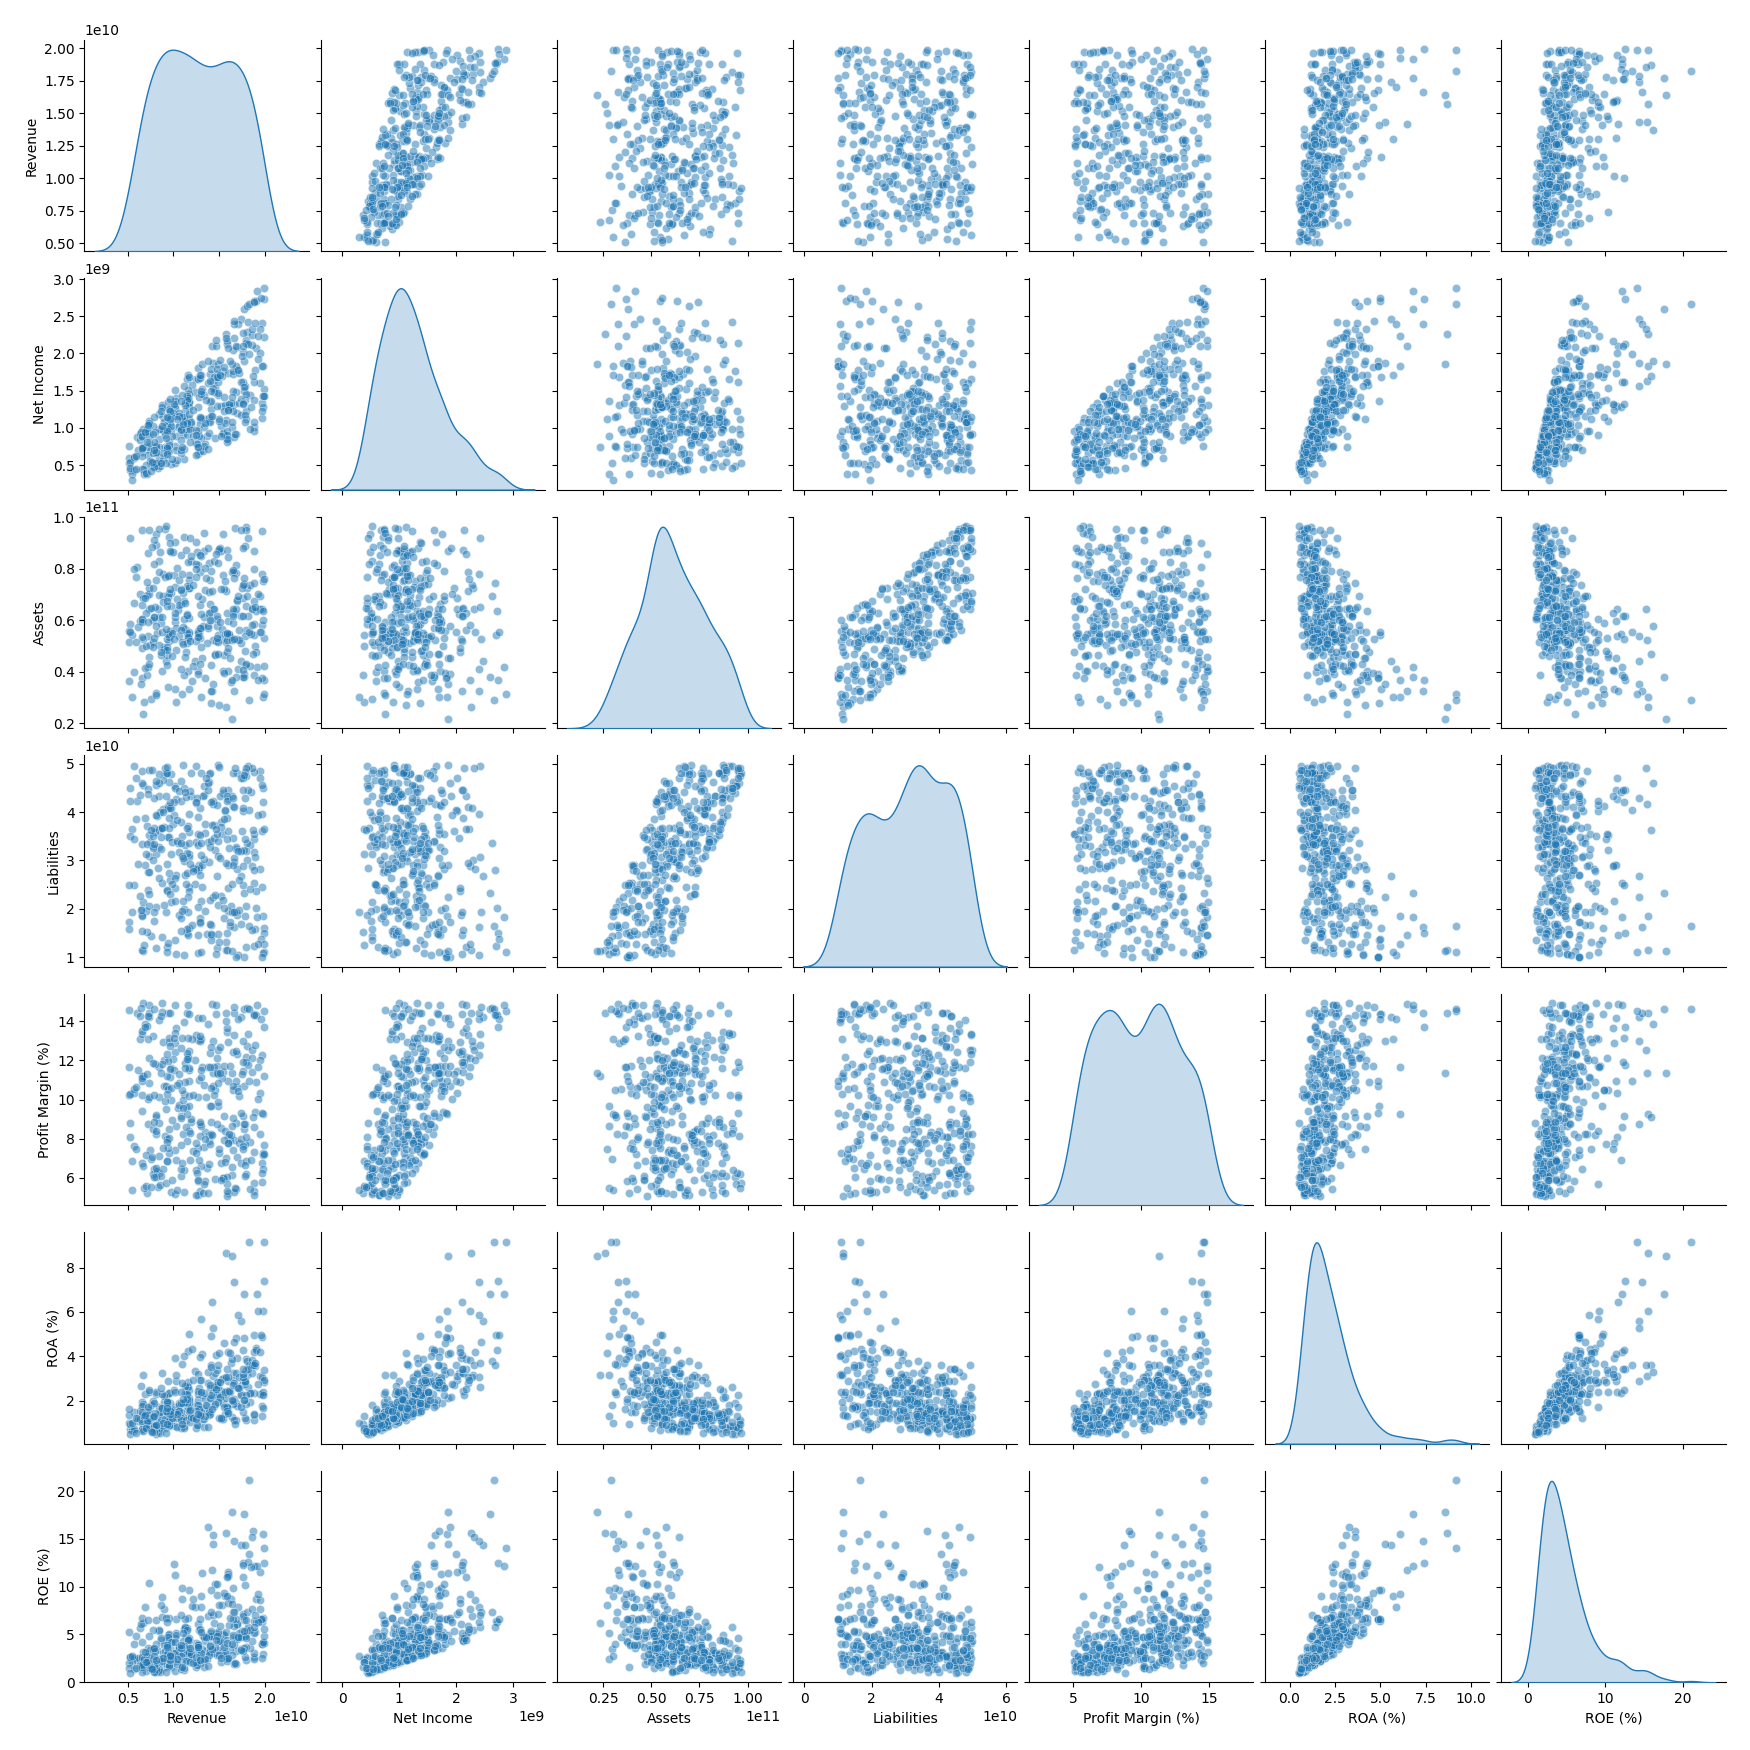 1e10
2.00
1.75
1.50
1.25
1.00
0.75
0.50
Revenue
1e9
3.0
2.5
2.0
1.5
1.0
0.5
Net Income
1e11
1.0
0.8
0.6
0.4
0.2
Assets
1e10
5
4
3
2
1
Liabilities
14
12
10
8
6
Profit Margin (%)
8
6
4
2
ROA (%)
20
15
10
5
0
ROE (%)
0.5 1.0 1.5 2.0 0 1 2 3 0.25 0.50 0.75 1.00 0 2 4 6 5 10 15 0.0 2.5 5.0 7.5 10.0 0 10 20
1e10 1e9 1e11 1e10
Revenue Net Income Assets Liabilities Profit Margin (%) ROA (%) ROE (%)